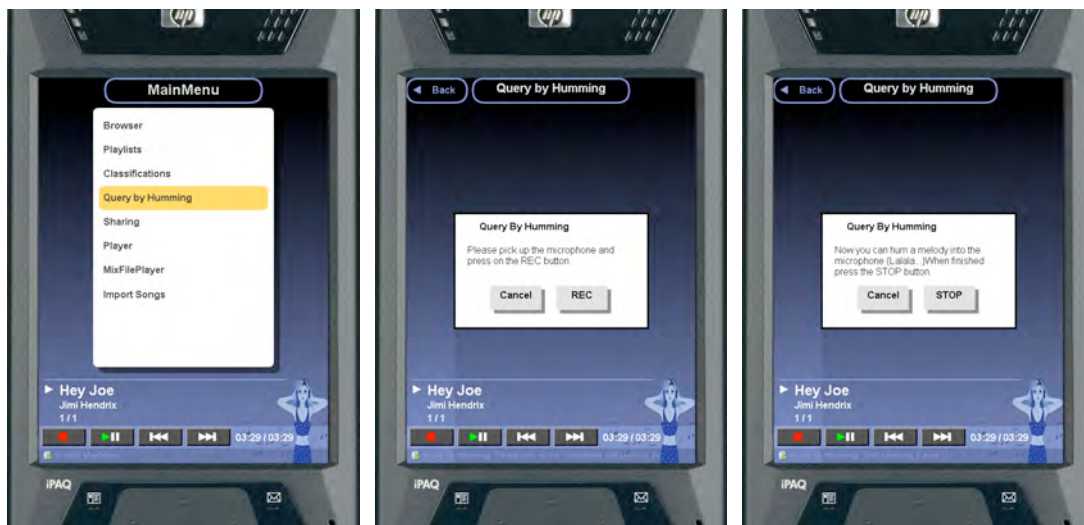 hp
MainMenu
Browser
Playlists
Classifications
Query by Humming
Sharing
Player
MixFilePlayer
Import Songs
Hey Joe
Jimi Hendrix
1 / 1
03:29 / 03:29
iPAQ
hp
Back
Query by Humming
Query By Humming
Please pick up the microphone and
press on the REC button.
Cancel REC
Hey Joe
Jimi Hendrix
1 / 1
03:29 / 03:29
iPAQ
hp
Back
Query by Humming
Query By Humming
Now you can hum a melody into the
microphone (Lalala...)When finished
press the STOP button.
Cancel STOP
Hey Joe
Jimi Hendrix
1 / 1
03:29 / 03:29
iPAQ